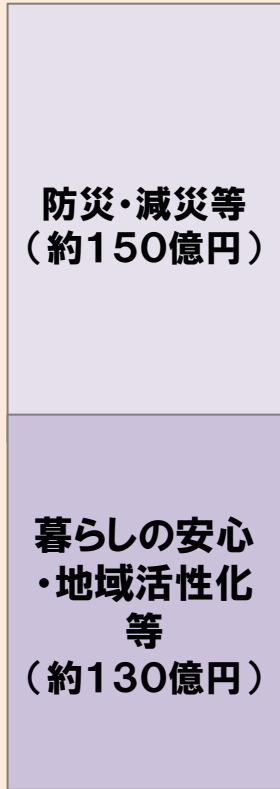 防災・減災等
（約150億円）
暮らしの安心
・地域活性化
等
（約130億円）